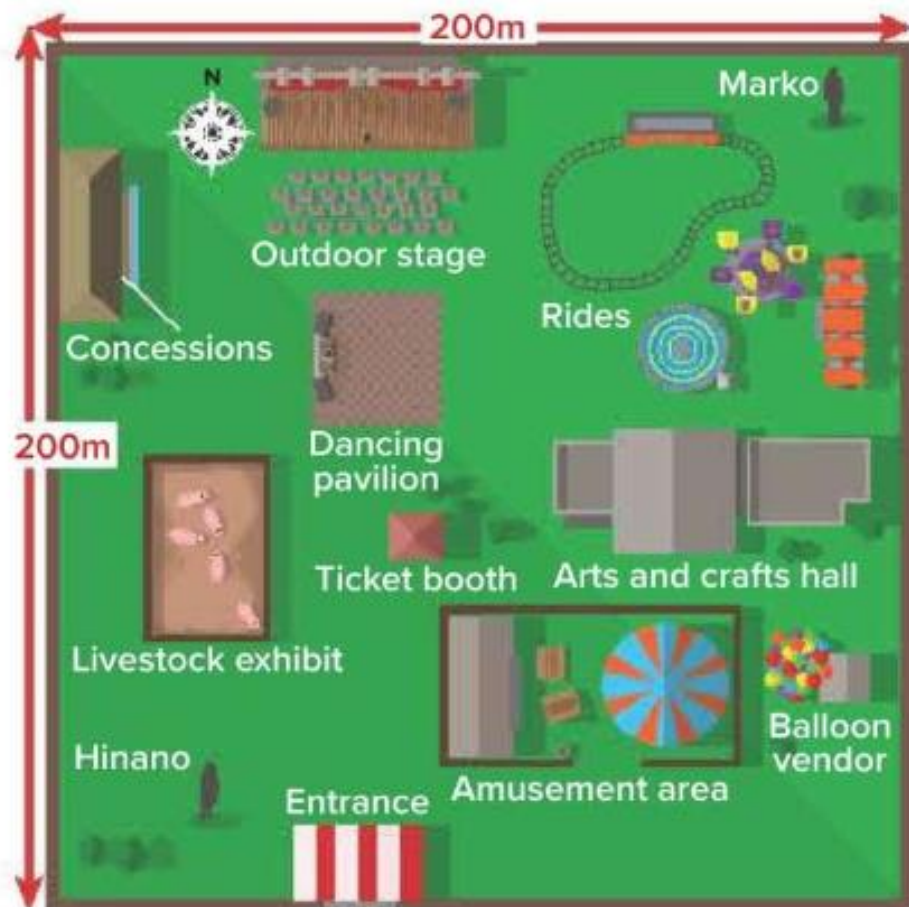 200m
N
Marko
Outdoor stage
Rides
Concessions
200m
Dancing
pavilion
Ticket booth
Arts and crafts hall
Livestock exhibit
Balloon
vendor
Hinano
Amusement area
Entrance